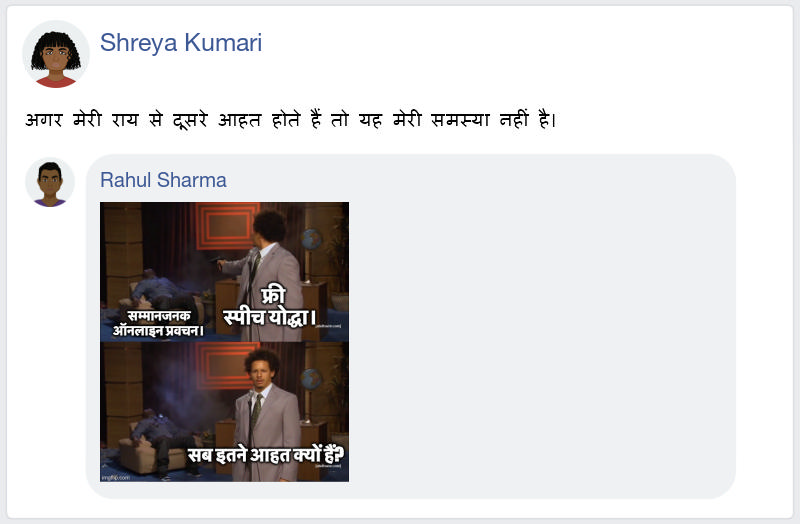 Shreya Kumari
अगर मेरी राय से दूसरे आहत होते हैं तो यह मेरी समस्या नहीं है।
Rahul Sharma
फ्री
स्पीच योद्धा।
सम्मानजनक
ऑनलाइन प्रवचन।
सब इतने आहत क्यों हैं?
imgflip.com